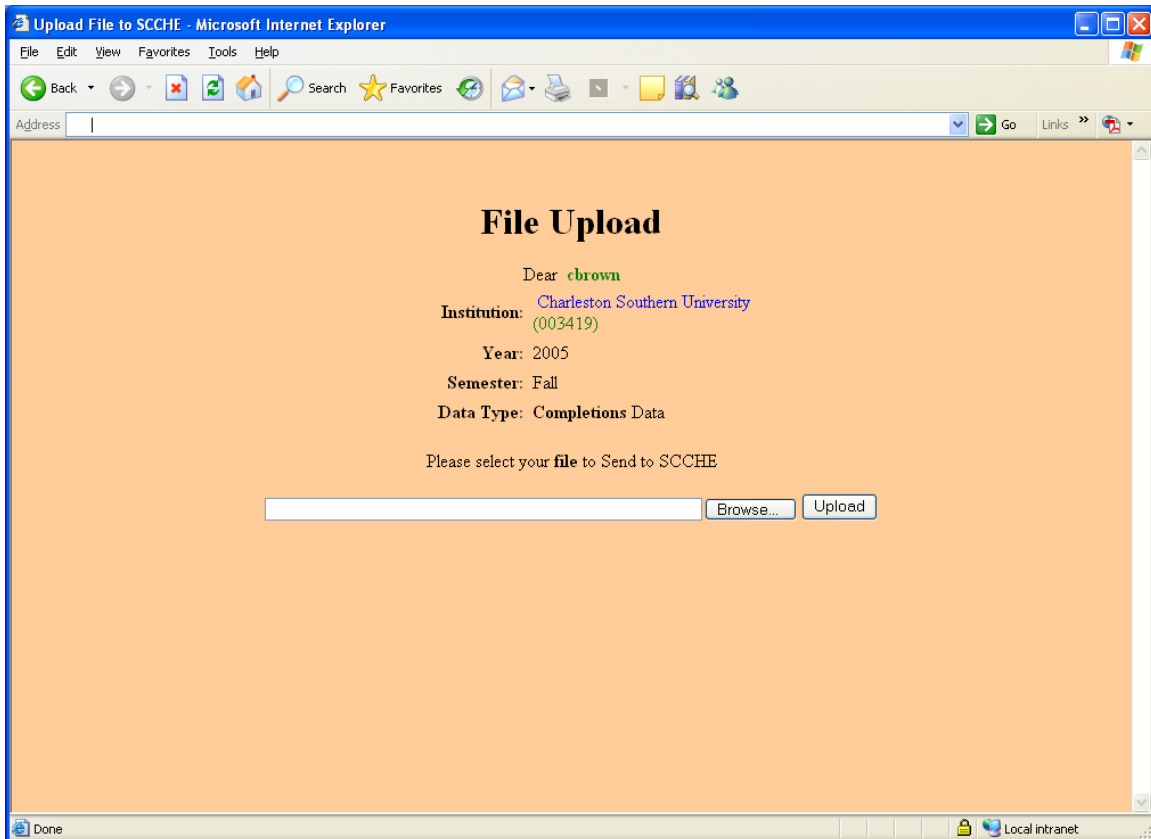 Upload File to SCCHE - Microsoft Internet Explorer
File Edit View Favorites Tools Help
Back Search Favorites
Address Go Links »
File Upload
Dear cbrown
Institution: Charleston Southern University
(003419)
Year: 2005
Semester: Fall
Data Type: Completions Data
Please select your file to Send to SCCHE
Browse... Upload
Done Local intranet